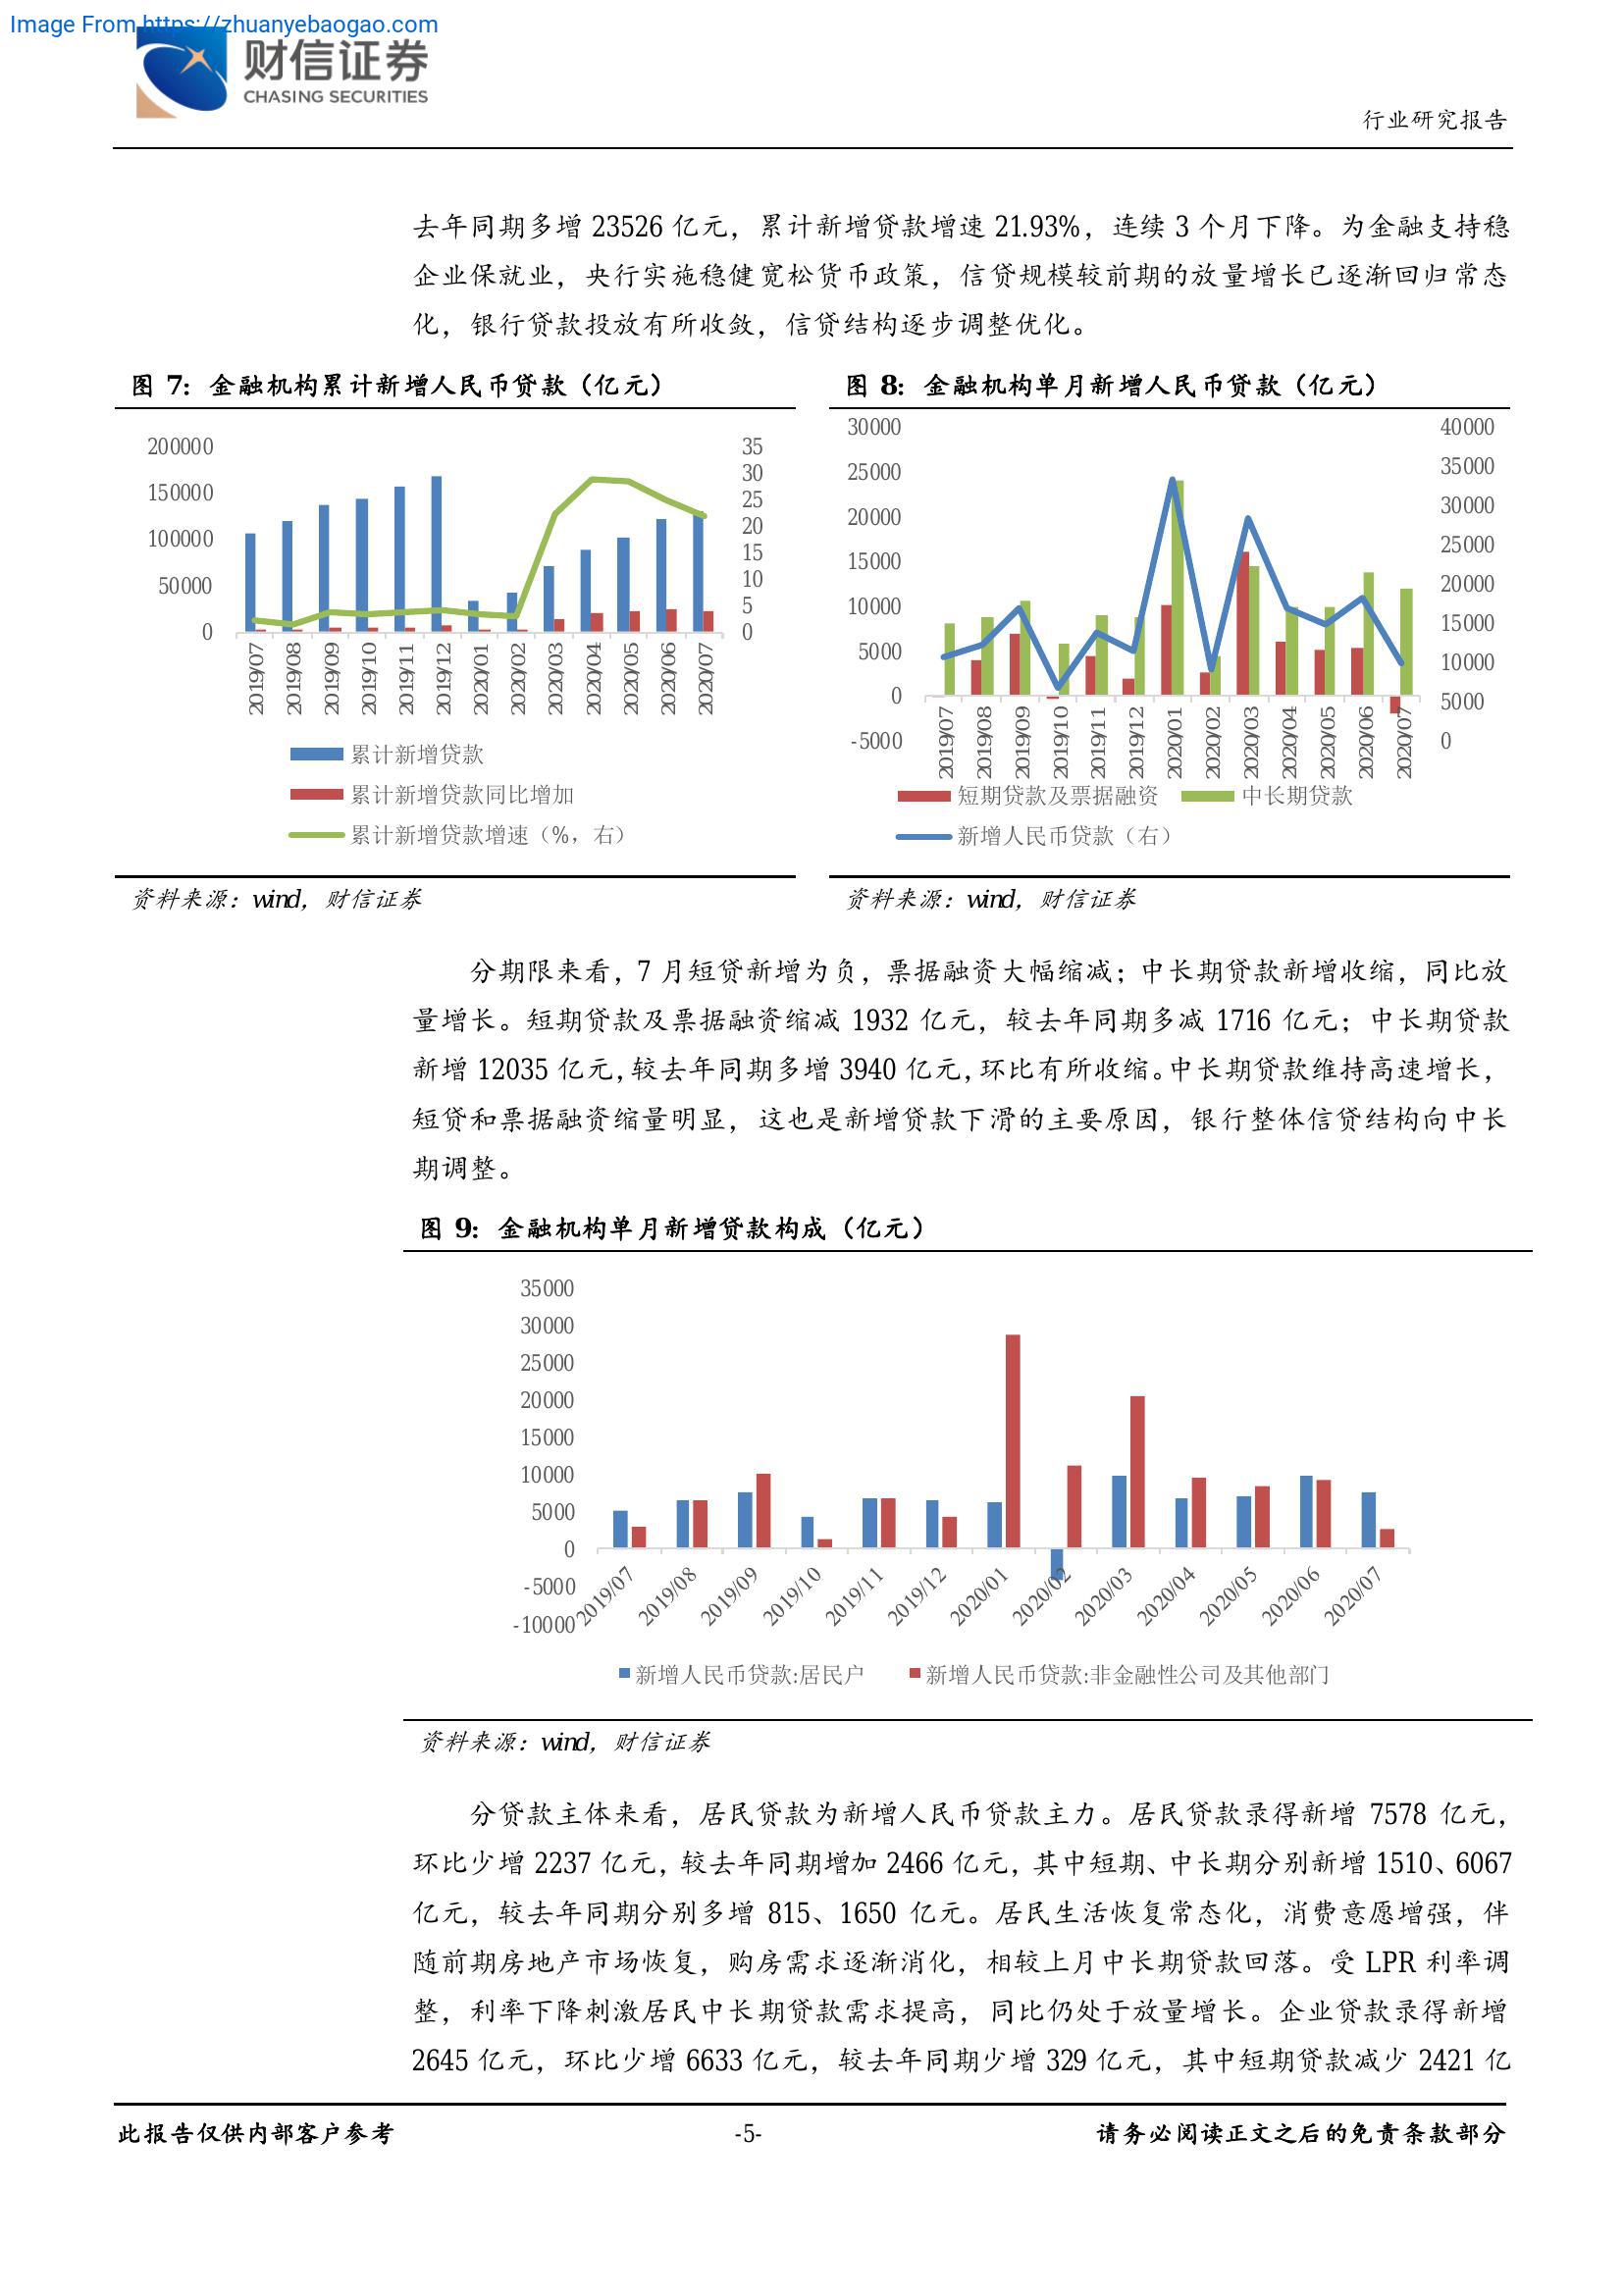 Image From https://zhuanyebaogao.com
财信证券
CHASING SECURITIES
行业研究报告
去年同期多增 23526 亿元，累计新增贷款增速 21.93%，连续 3 个月下降。为金融支持稳
企业保就业，央行实施稳健宽松货币政策，信贷规模较前期的放量增长已逐渐回归常态
化，银行贷款投放有所收敛，信贷结构逐步调整优化。
图 7：金融机构累计新增人民币贷款（亿元）
200000
150000
100000
50000
0
35
30
25
20
15
10
5
0
2019/07
2019/08
2019/09
2019/10
2019/11
2019/12
2020/01
2020/02
2020/03
2020/04
2020/05
2020/06
2020/07
累计新增贷款
累计新增贷款同比增加
累计新增贷款增速（%，右）
资料来源：wind，财信证券
图 8：金融机构单月新增人民币贷款（亿元）
30000
25000
20000
15000
10000
5000
0
-5000
40000
35000
30000
25000
20000
15000
10000
5000
0
2019/07
2019/08
2019/09
2019/10
2019/11
2019/12
2020/01
2020/02
2020/03
2020/04
2020/05
2020/06
2020/07
短期贷款及票据融资 中长期贷款
新增人民币贷款（右）
资料来源：wind，财信证券
分期限来看，7 月短贷新增为负，票据融资大幅缩减；中长期贷款新增收缩，同比放
量增长。短期贷款及票据融资缩减 1932 亿元，较去年同期多减 1716 亿元；中长期贷款
新增 12035 亿元，较去年同期多增 3940 亿元，环比有所收缩。中长期贷款维持高速增长，
短贷和票据融资缩量明显，这也是新增贷款下滑的主要原因，银行整体信贷结构向中长
期调整。
图 9：金融机构单月新增贷款构成（亿元）
35000
30000
25000
20000
15000
10000
5000
0
-5000
-10000
2019/07
2019/08
2019/09
2019/10
2019/11
2019/12
2020/01
2020/02
2020/03
2020/04
2020/05
2020/06
2020/07
新增人民币贷款:居民户 新增人民币贷款:非金融性公司及其他部门
资料来源：wind，财信证券
分贷款主体来看，居民贷款为新增人民币贷款主力。居民贷款录得新增 7578 亿元，
环比少增 2237 亿元，较去年同期增加 2466 亿元，其中短期、中长期分别新增 1510、6067
亿元，较去年同期分别多增 815、1650 亿元。居民生活恢复常态化，消费意愿增强，伴
随前期房地产市场恢复，购房需求逐渐消化，相较上月中长期贷款回落。受 LPR 利率调
整，利率下降刺激居民中长期贷款需求提高，同比仍处于放量增长。企业贷款录得新增
2645 亿元，环比少增 6633 亿元，较去年同期少增 329 亿元，其中短期贷款减少 2421 亿
此报告仅供内部客户参考
-5-
请务必阅读正文之后的免责条款部分